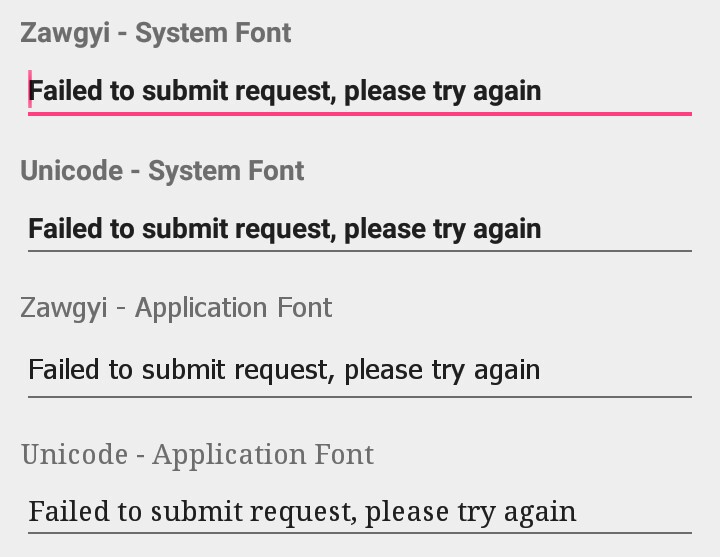 Zawgyi - System Font
Failed to submit request, please try again
Unicode - System Font
Failed to submit request, please try again
Zawgyi - Application Font
Failed to submit request, please try again
Unicode - Application Font
Failed to submit request, please try again